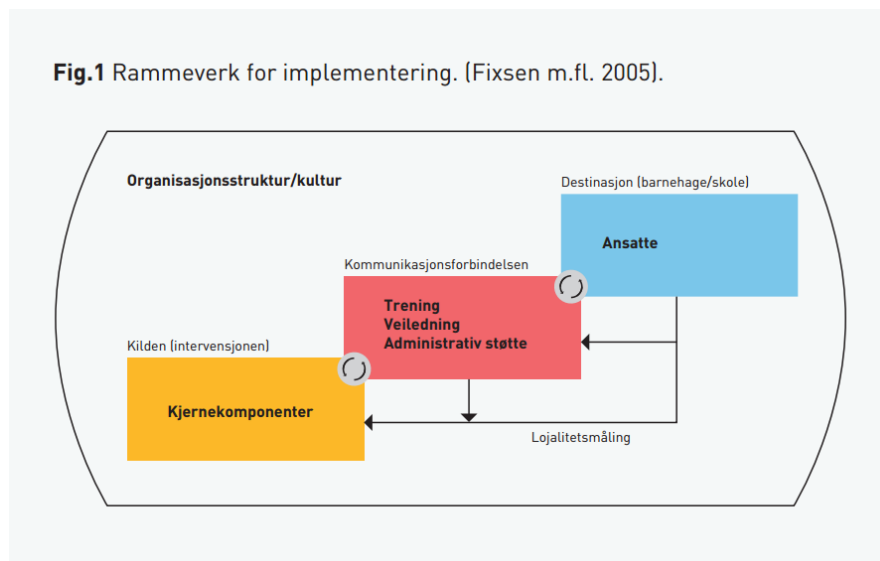 Fig.1 Rammeverk for implementering. (Fixsen m.fl. 2005).
Organisasjonsstruktur/kultur
Destinasjon (barnehage/skole)
Ansatte
Kommunikasjonsforbindelsen
Trening
Veiledning
Administrativ støtte
Kilden (intervensjonen)
Kjernekomponenter
Lojalitetsmåling